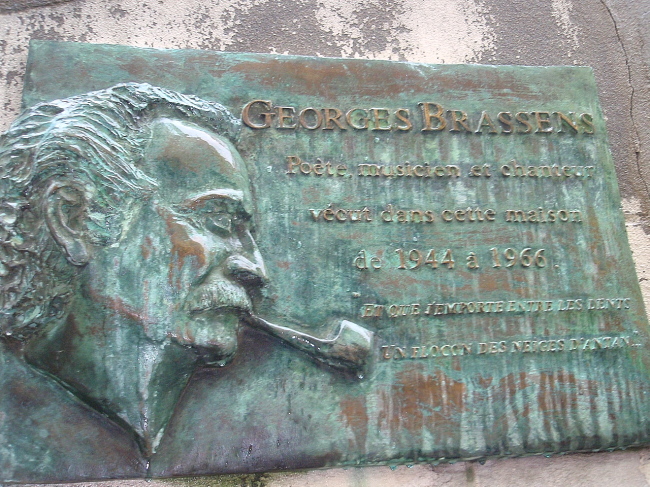 GEORGES BRASSENS
Poète, musicien et chanteur
vécut dans cette maison
de 1944 à 1966
ET QUE J'EMPORTE ENTRE LES DENTS
UN FLOCON DES NEIGES D'ANTAN...